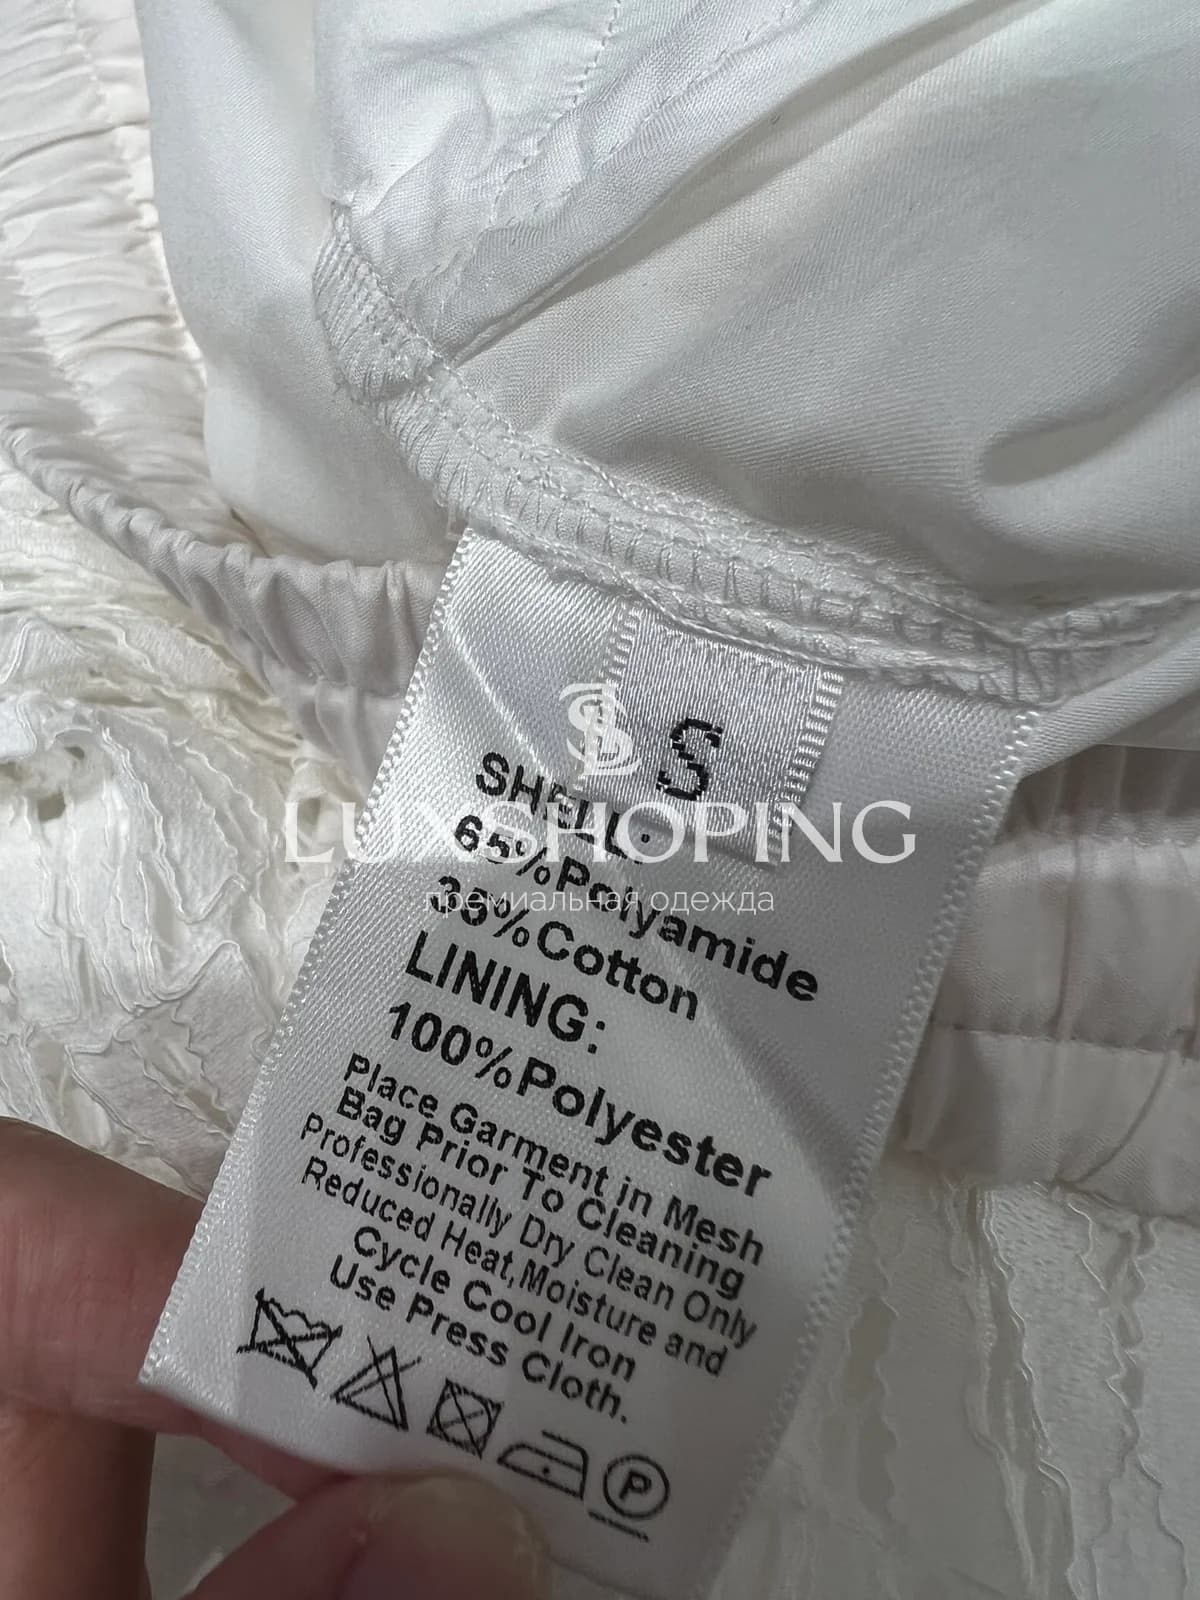 S
SHELL:
65%Polyamide
35%Cotton
LINING:
100%Polyester
Place Garment in Mesh
Bag Prior To Cleaning
Professionally Dry Clean Only
Reduced Heat,Moisture and
Cycle Cool Iron
Use Press Cloth.
P
LUXSHOPING
премиальная одежда